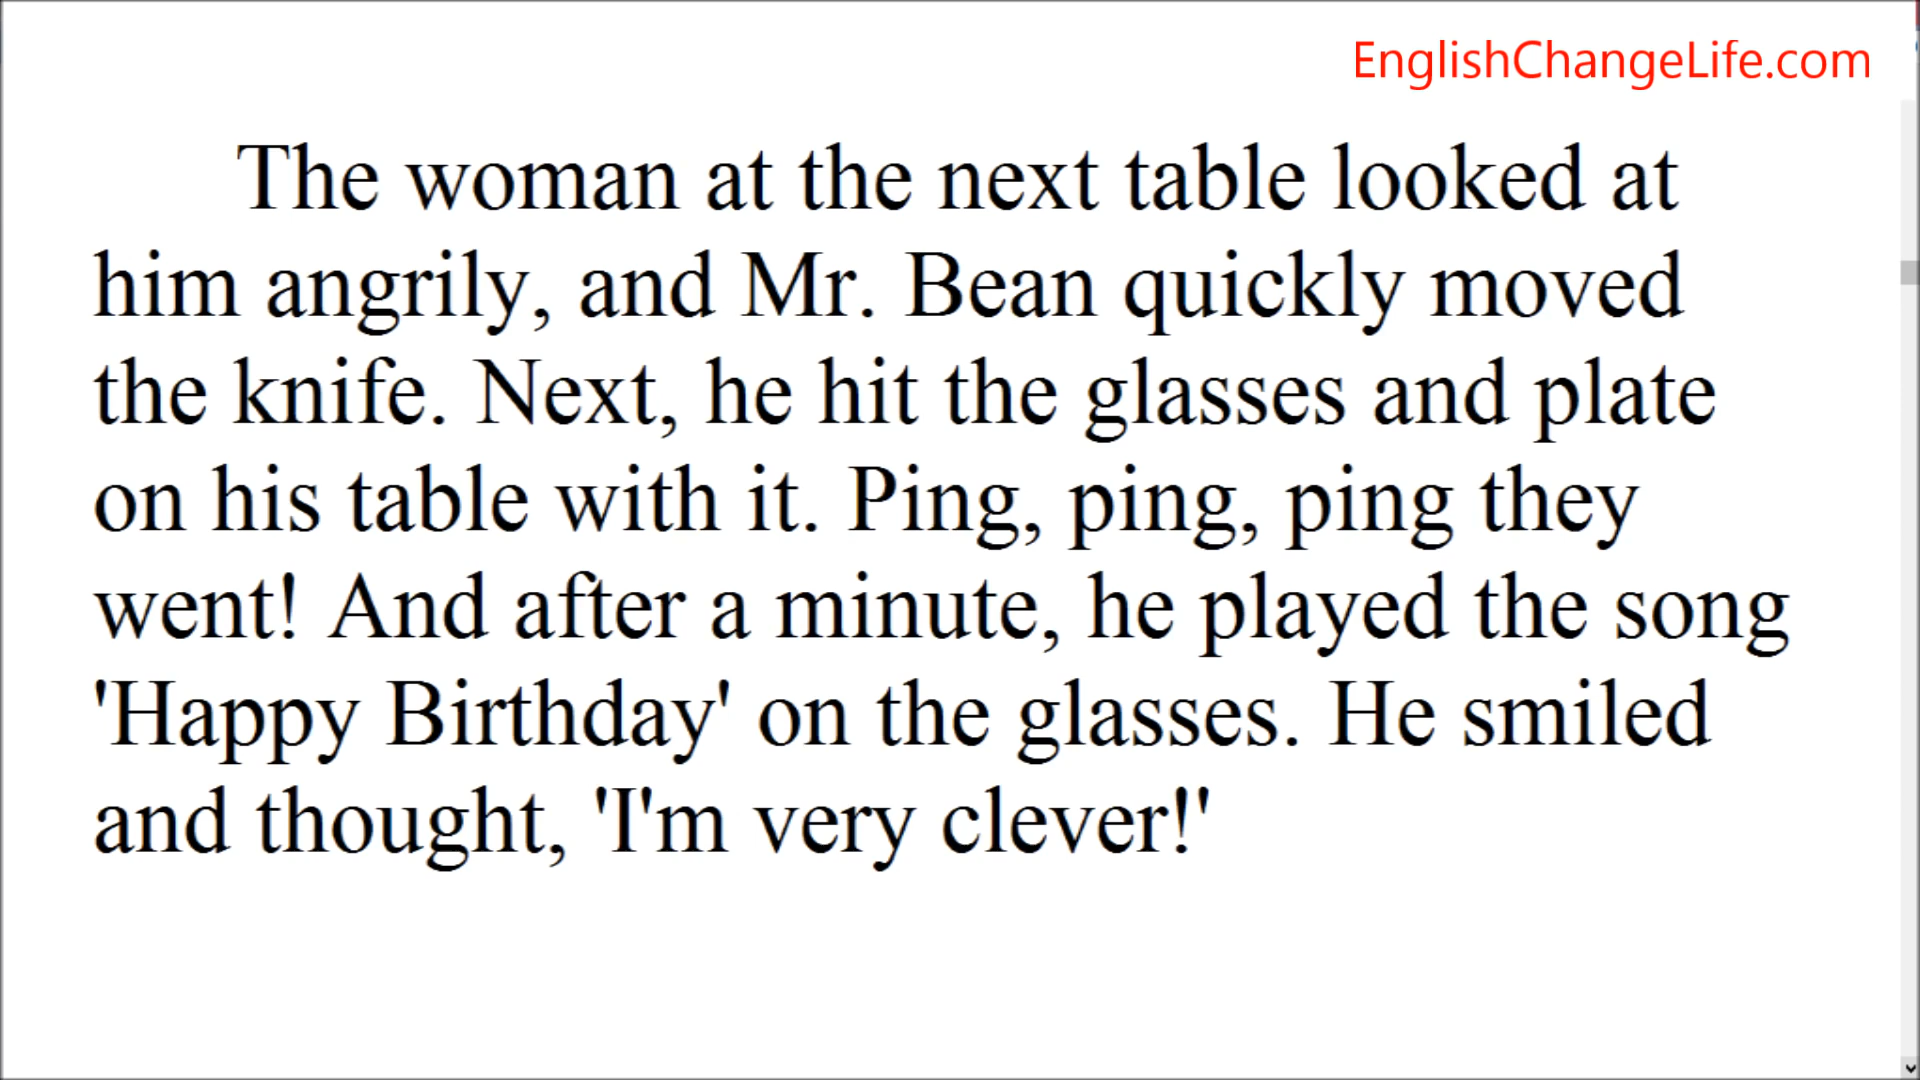 EnglishChangeLife.com
The woman at the next table looked at
him angrily, and Mr. Bean quickly moved
the knife. Next, he hit the glasses and plate
on his table with it. Ping, ping, ping they
went! And after a minute, he played the song
'Happy Birthday' on the glasses. He smiled
and thought, 'I'm very clever!'